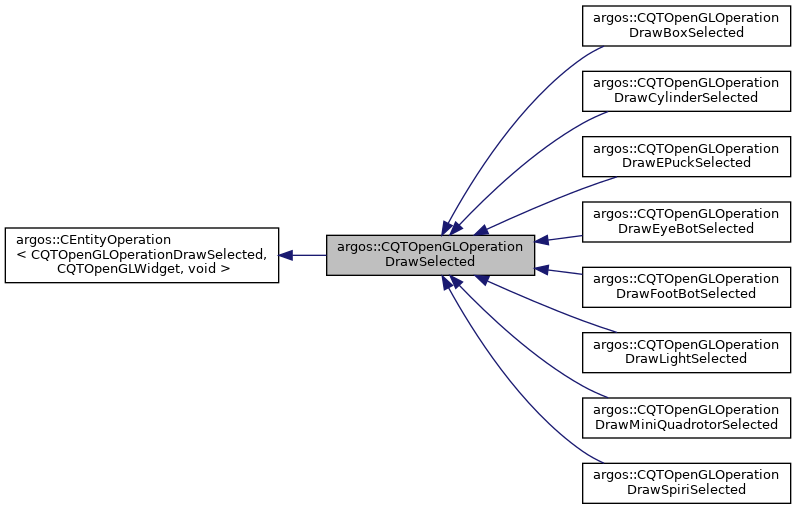 argos::CEntityOperation
< CQTOpenGLOperationDrawSelected,
CQTOpenGLWidget, void >
argos::CQTOpenGLOperation
DrawSelected
argos::CQTOpenGLOperation
DrawBoxSelected
argos::CQTOpenGLOperation
DrawCylinderSelected
argos::CQTOpenGLOperation
DrawEPuckSelected
argos::CQTOpenGLOperation
DrawEyeBotSelected
argos::CQTOpenGLOperation
DrawFootBotSelected
argos::CQTOpenGLOperation
DrawLightSelected
argos::CQTOpenGLOperation
DrawMiniQuadrotorSelected
argos::CQTOpenGLOperation
DrawSpiriSelected